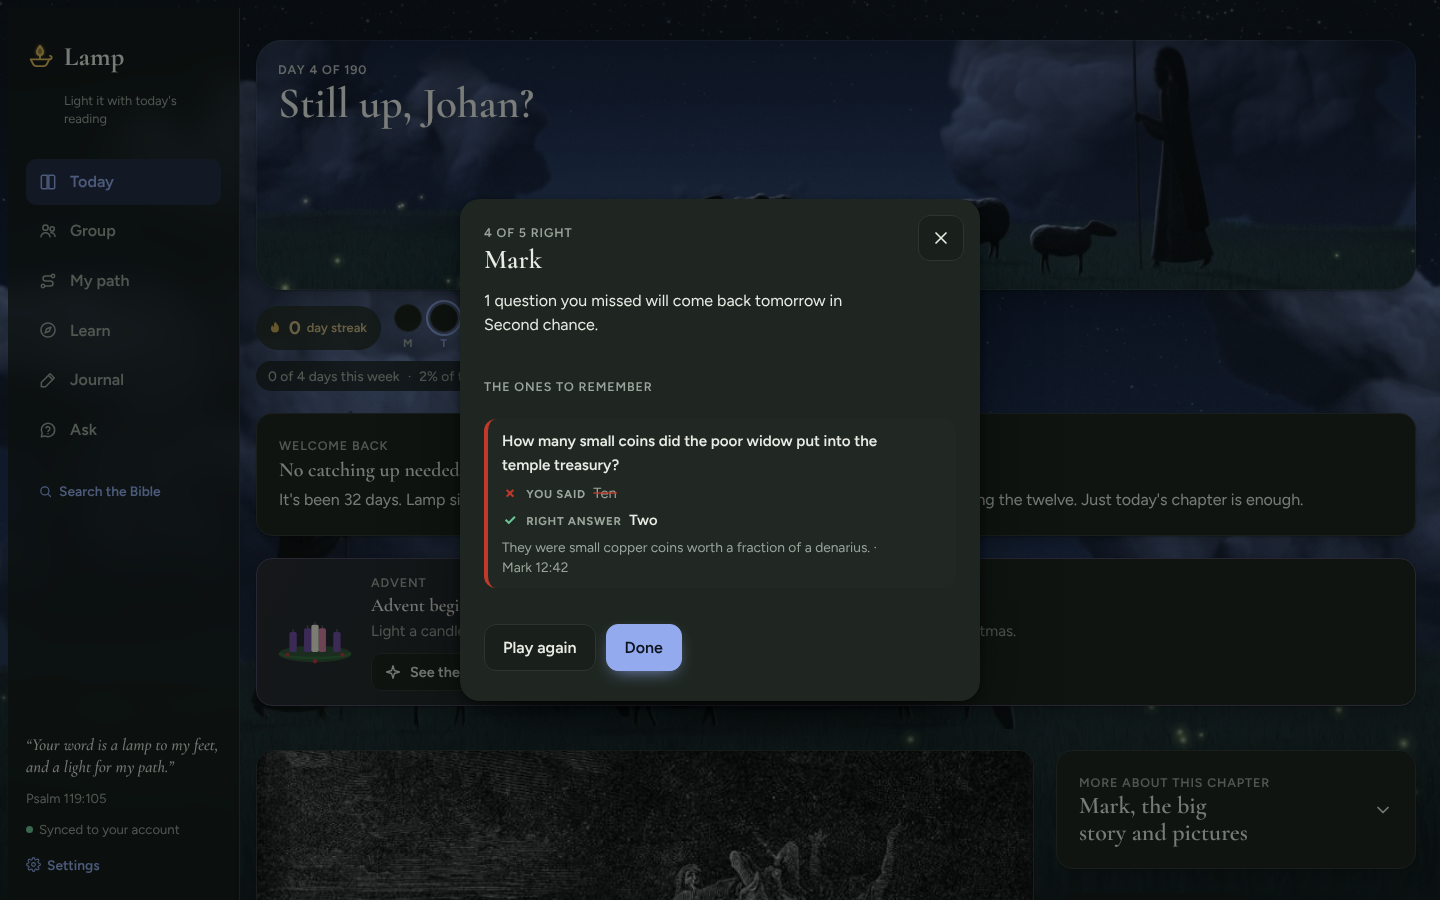 Lamp
Light it with today's
reading
Today
Group
My path
Learn
Journal
Ask
Search the Bible
“Your word is a lamp to my feet,
and a light for my path.”
Psalm 119:105
Synced to your account
Settings
DAY 4 OF 190
Still up, Johan?
0 day streak
M T
0 of 4 days this week · 2% of
WELCOME BACK
No catching up needed
It's been 32 days. Lamp
ng the twelve. Just today's chapter is enough.
ADVENT
Advent
Light a
See the
4 OF 5 RIGHT
Mark
1 question you missed will come back tomorrow in
Second chance.
THE ONES TO REMEMBER
How many small coins did the poor widow put into the
temple treasury?
YOU SAID Ten
RIGHT ANSWER Two
They were small copper coins worth a fraction of a denarius. ·
Mark 12:42
Play again
Done
MORE ABOUT THIS CHAPTER
Mark, the big
story and pictures